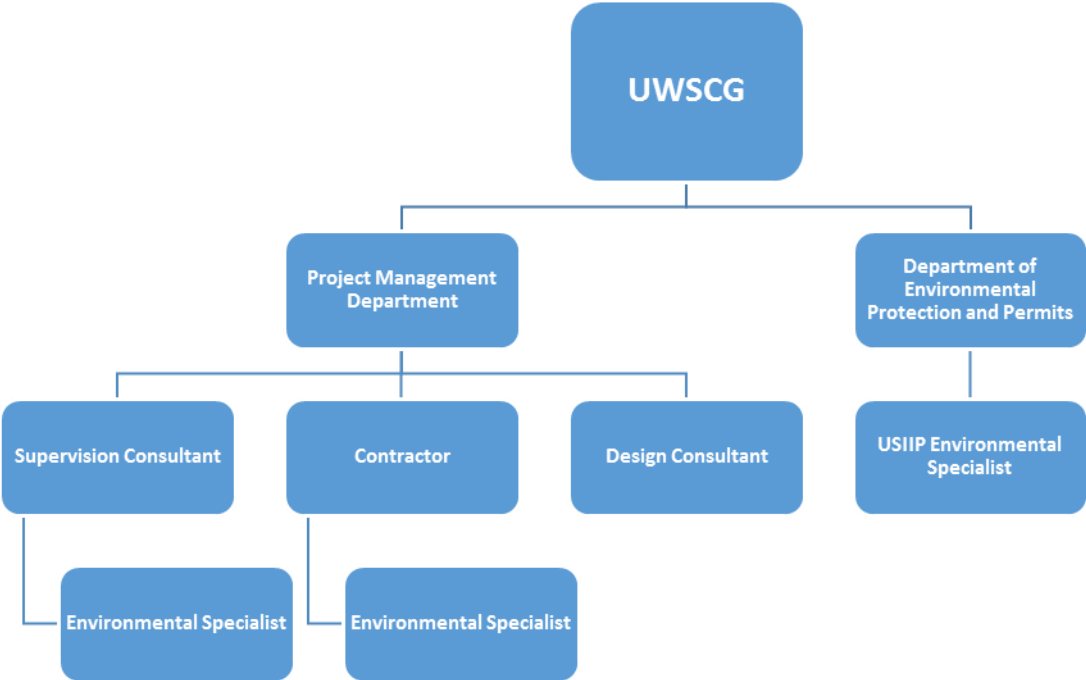 UWSCG
Project Management
Department
Department of
Environmental
Protection and Permits
Supervision Consultant
Contractor
Design Consultant
USIIP Environmental
Specialist
Environmental Specialist
Environmental Specialist